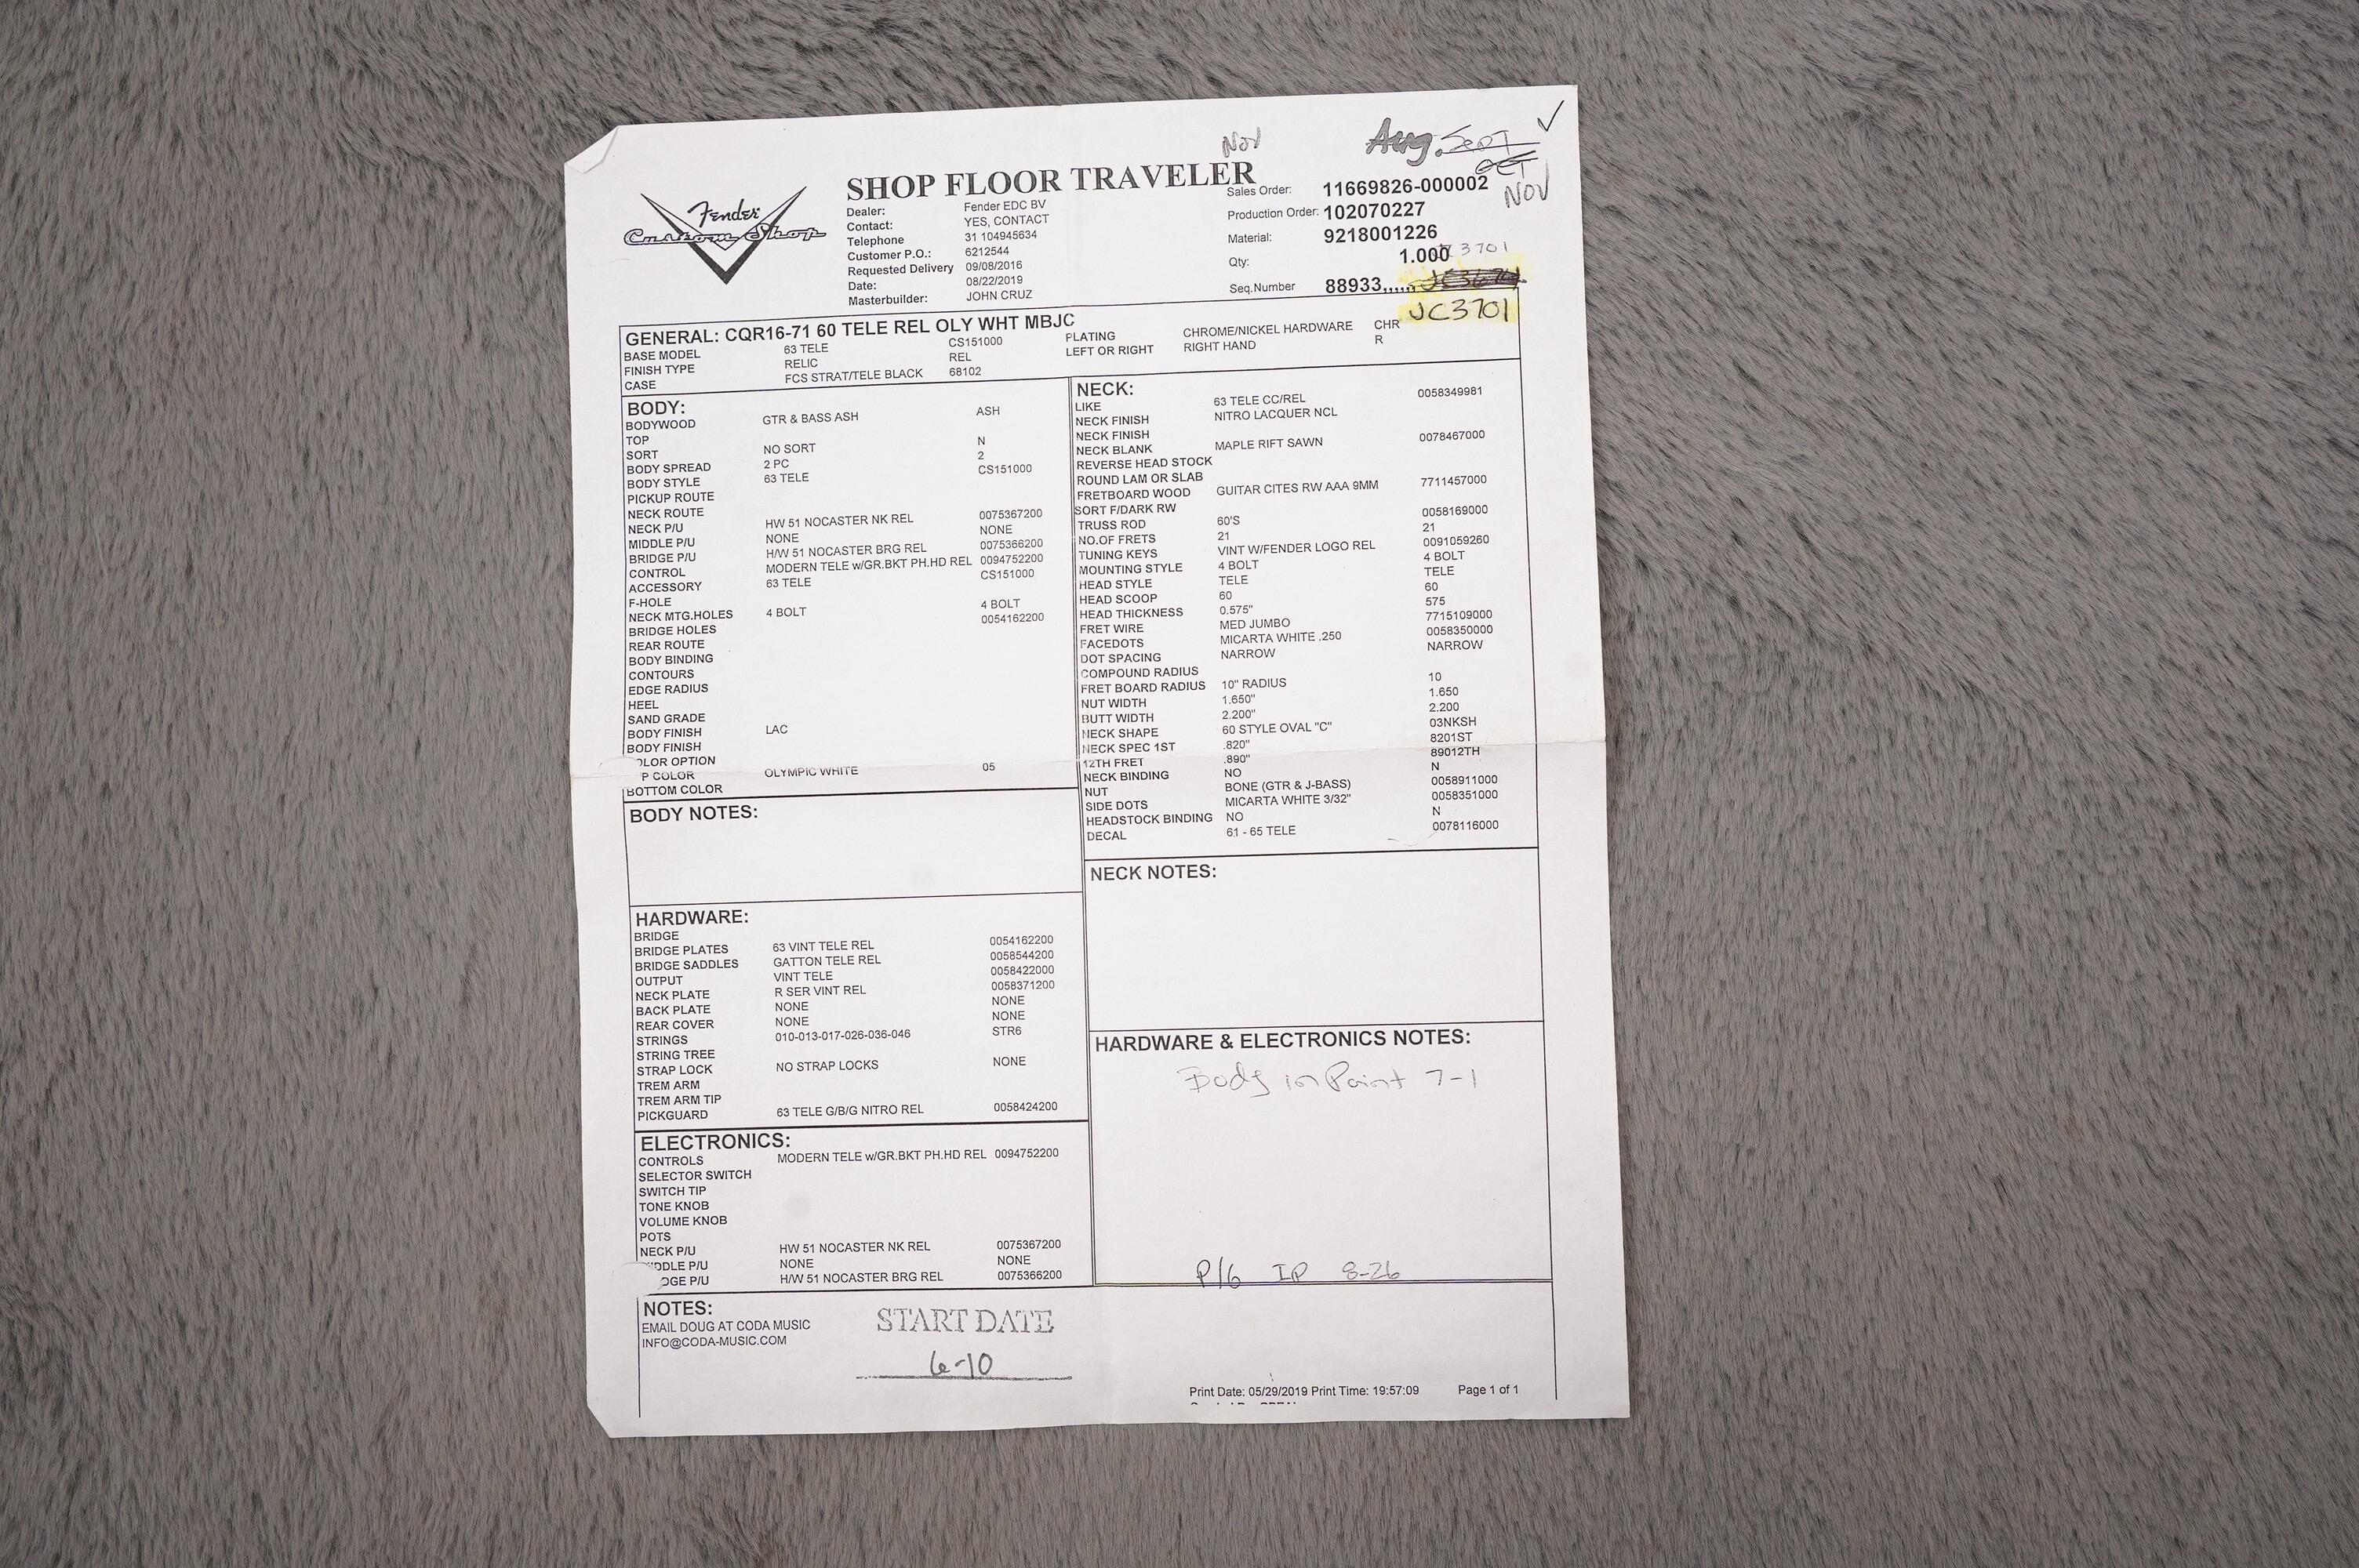 Nov
Aug. Sept ✓
OCT
NOV
Fender
Custom Shop
SHOP FLOOR TRAVELER
Dealer: Fender EDC BV
Contact: YES, CONTACT
Telephone 31 104945634
Customer P.O.: 6212544
Requested Delivery 09/08/2016
Date: 08/22/2019
Masterbuilder: JOHN CRUZ
Sales Order: 11669826-000002
Production Order: 102070227
Material: 9218001226
Qty: 1.000 3701
Seq.Number 88933,,,,,,
JC3701
GENERAL: CQR16-71 60 TELE REL OLY WHT MBJC
BASE MODEL 63 TELE CS151000 PLATING CHROME/NICKEL HARDWARE CHR
FINISH TYPE RELIC REL LEFT OR RIGHT RIGHT HAND R
CASE FCS STRAT/TELE BLACK 68102
BODY:
BODYWOOD GTR & BASS ASH ASH
TOP
SORT NO SORT N
BODY SPREAD 2 PC 2
BODY STYLE 63 TELE CS151000
PICKUP ROUTE
NECK ROUTE
NECK P/U HW 51 NOCASTER NK REL 0075367200
MIDDLE P/U NONE NONE
BRIDGE P/U H/W 51 NOCASTER BRG REL 0075366200
CONTROL MODERN TELE w/GR.BKT PH.HD REL 0094752200
ACCESSORY 63 TELE CS151000
F-HOLE
NECK MTG.HOLES 4 BOLT 4 BOLT
BRIDGE HOLES 0054162200
REAR ROUTE
BODY BINDING
CONTOURS
EDGE RADIUS
HEEL
SAND GRADE
BODY FINISH LAC
BODY FINISH
OLOR OPTION
P COLOR OLYMPIC WHITE 05
BOTTOM COLOR
BODY NOTES:
NECK:
LIKE 63 TELE CC/REL 0058349981
NECK FINISH NITRO LACQUER NCL
NECK FINISH
NECK BLANK MAPLE RIFT SAWN 0078467000
REVERSE HEAD STOCK
ROUND LAM OR SLAB
FRETBOARD WOOD GUITAR CITES RW AAA 9MM 7711457000
SORT F/DARK RW
TRUSS ROD 60'S 0058169000
NO.OF FRETS 21 21
TUNING KEYS VINT W/FENDER LOGO REL 0091059260
MOUNTING STYLE 4 BOLT 4 BOLT
HEAD STYLE TELE TELE
HEAD SCOOP 60 60
HEAD THICKNESS 0.575" 575
FRET WIRE MED JUMBO 7715109000
FACEDOTS MICARTA WHITE .250 0058350000
DOT SPACING NARROW NARROW
COMPOUND RADIUS
FRET BOARD RADIUS 10" RADIUS 10
NUT WIDTH 1.650" 1.650
BUTT WIDTH 2.200" 2.200
NECK SHAPE 60 STYLE OVAL "C" 03NKSH
NECK SPEC 1ST .820" 8201ST
12TH FRET .890" 89012TH
NECK BINDING NO N
NUT BONE (GTR & J-BASS) 0058911000
SIDE DOTS MICARTA WHITE 3/32" 0058351000
HEADSTOCK BINDING NO N
DECAL 61 - 65 TELE 0078116000
NECK NOTES:
HARDWARE:
BRIDGE
BRIDGE PLATES 63 VINT TELE REL 0054162200
BRIDGE SADDLES GATTON TELE REL 0058544200
OUTPUT VINT TELE 0058422000
NECK PLATE R SER VINT REL 0058371200
BACK PLATE NONE NONE
REAR COVER NONE NONE
STRINGS 010-013-017-026-036-046 STR6
STRING TREE
STRAP LOCK NO STRAP LOCKS NONE
TREM ARM
TREM ARM TIP
PICKGUARD 63 TELE G/B/G NITRO REL 0058424200
HARDWARE & ELECTRONICS NOTES:
Body in Paint 7-1
P/G IP 8-26
ELECTRONICS:
CONTROLS MODERN TELE w/GR.BKT PH.HD REL 0094752200
SELECTOR SWITCH
SWITCH TIP
TONE KNOB
VOLUME KNOB
POTS
NECK P/U HW 51 NOCASTER NK REL 0075367200
DDLE P/U NONE NONE
DGE P/U H/W 51 NOCASTER BRG REL 0075366200
NOTES:
EMAIL DOUG AT CODA MUSIC
INFO@CODA-MUSIC.COM
START DATE
6-10
Print Date: 05/29/2019 Print Time: 19:57:09 Page 1 of 1